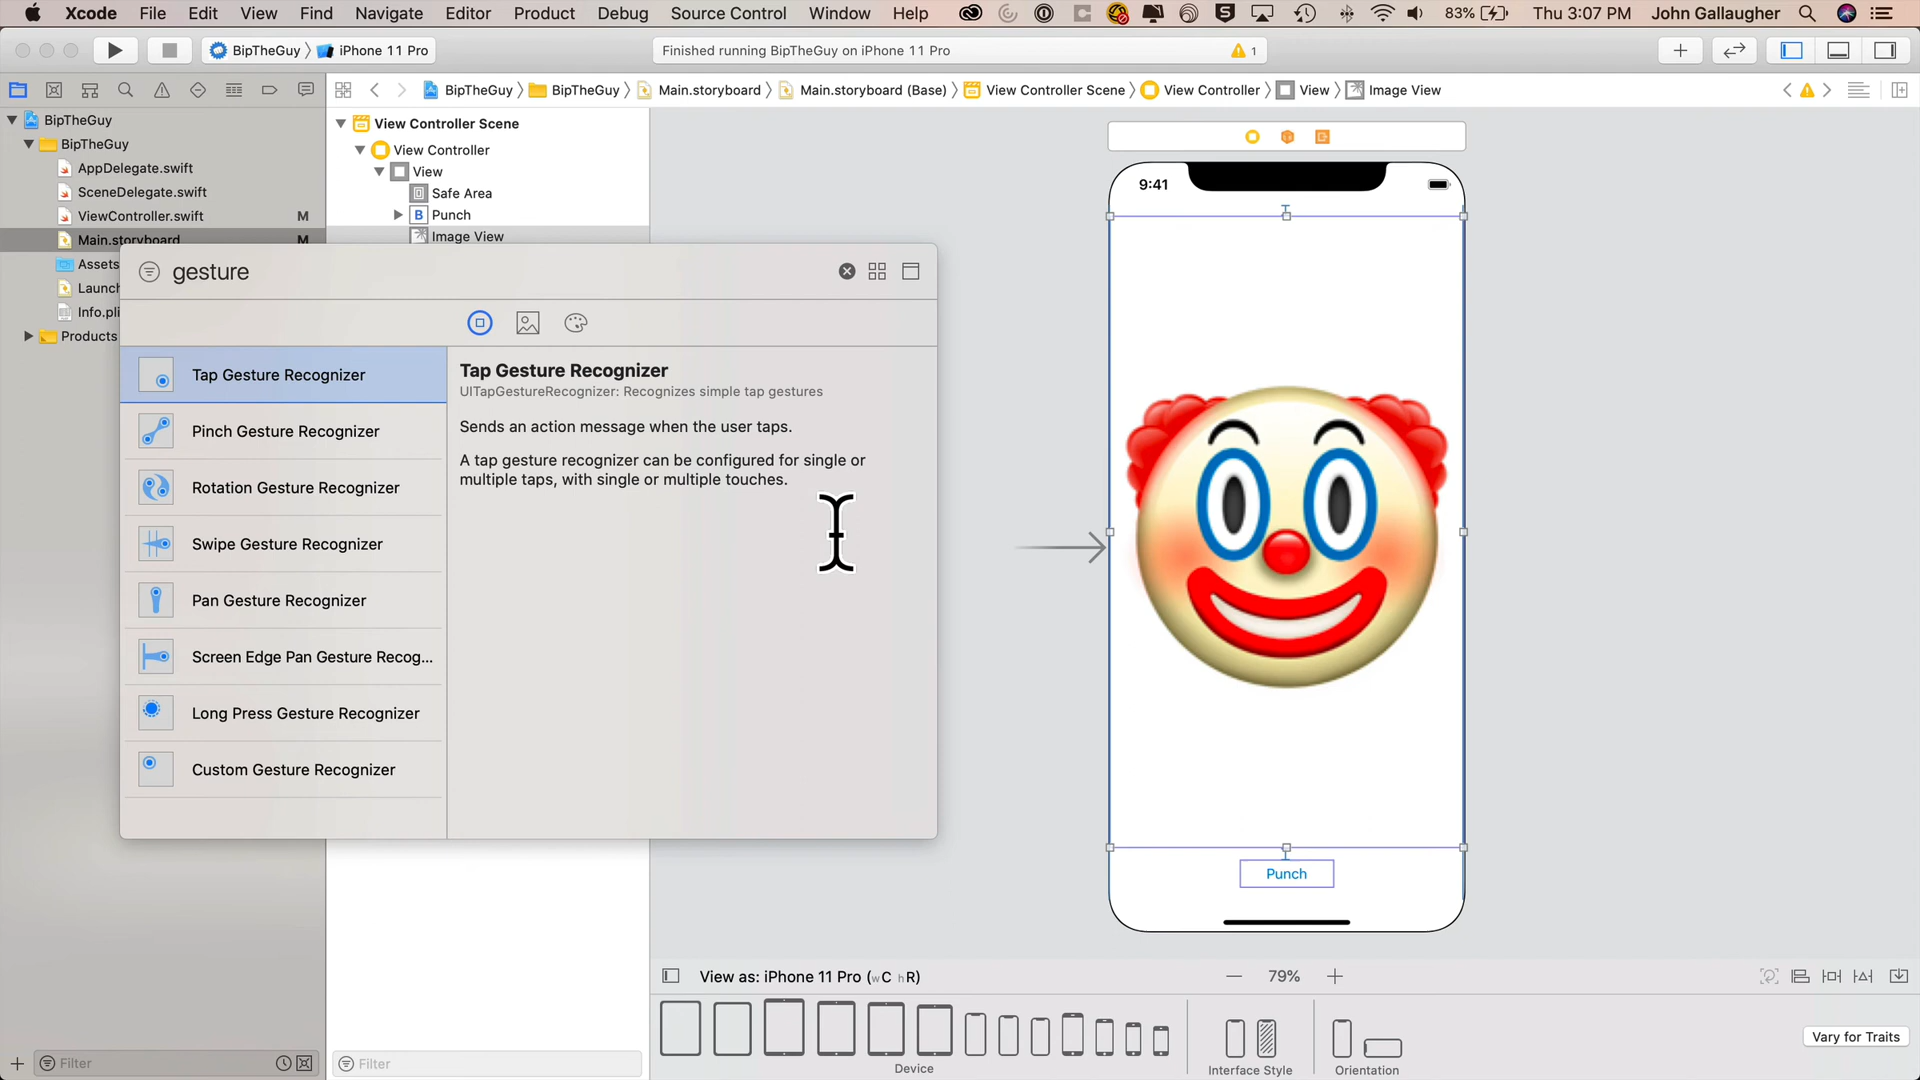 Xcode File Edit View Find Navigate Editor Product Debug Source Control Window Help 83% Thu 3:07 PM John Gallaugher
BipTheGuy iPhone 11 Pro
Finished running BipTheGuy on iPhone 11 Pro
1
BipTheGuy BipTheGuy Main.storyboard Main.storyboard (Base) View Controller Scene View Controller View Image View
BipTheGuy
BipTheGuy
AppDelegate.swift
SceneDelegate.swift
ViewController.swift M
Main.storyboard M
Assets
Launch
Info.pli
Products
View Controller Scene
View Controller
View
Safe Area
B Punch
Image View
gesture
Tap Gesture Recognizer
Pinch Gesture Recognizer
Rotation Gesture Recognizer
Swipe Gesture Recognizer
Pan Gesture Recognizer
Screen Edge Pan Gesture Recog...
Long Press Gesture Recognizer
Custom Gesture Recognizer
Tap Gesture Recognizer
UITapGestureRecognizer: Recognizes simple tap gestures
Sends an action message when the user taps.
A tap gesture recognizer can be configured for single or
multiple taps, with single or multiple touches.
9:41
Punch
Filter
Filter
View as: iPhone 11 Pro (wC hR)
79%
Device
Interface Style
Orientation
Vary for Traits